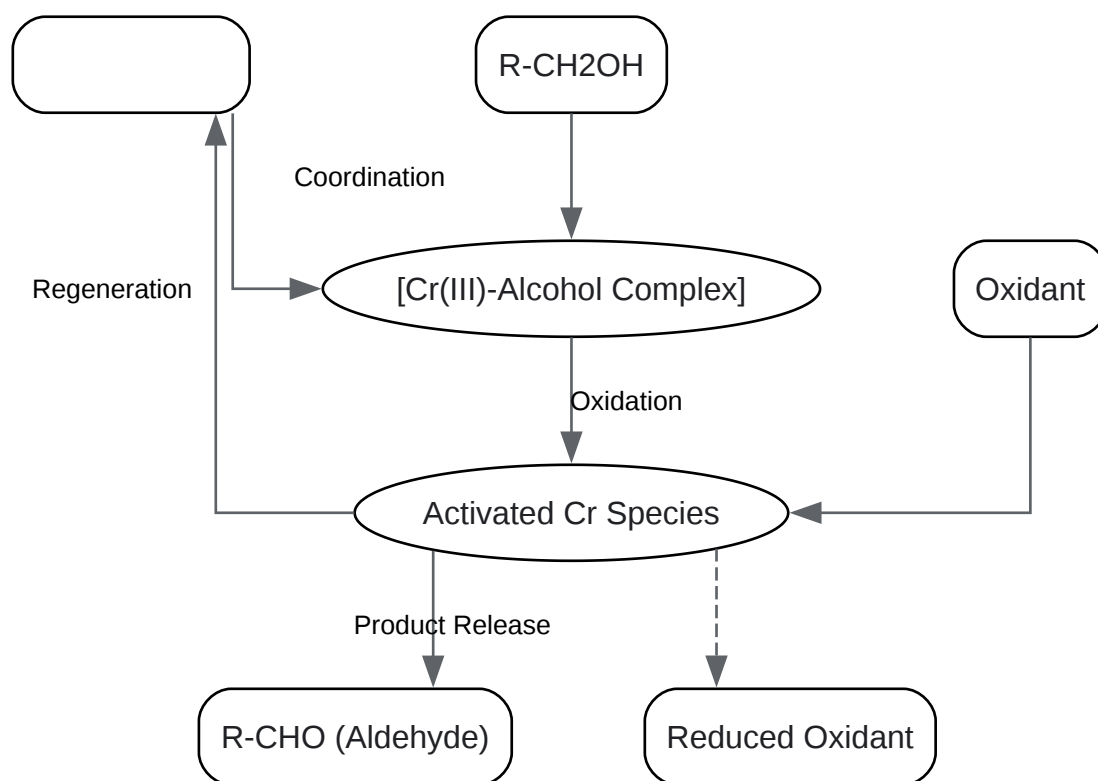 R-CH2OH
Coordination
Regeneration
[Cr(III)-Alcohol Complex]
Oxidant
Oxidation
Activated Cr Species
Product Release
R-CHO (Aldehyde)
Reduced Oxidant